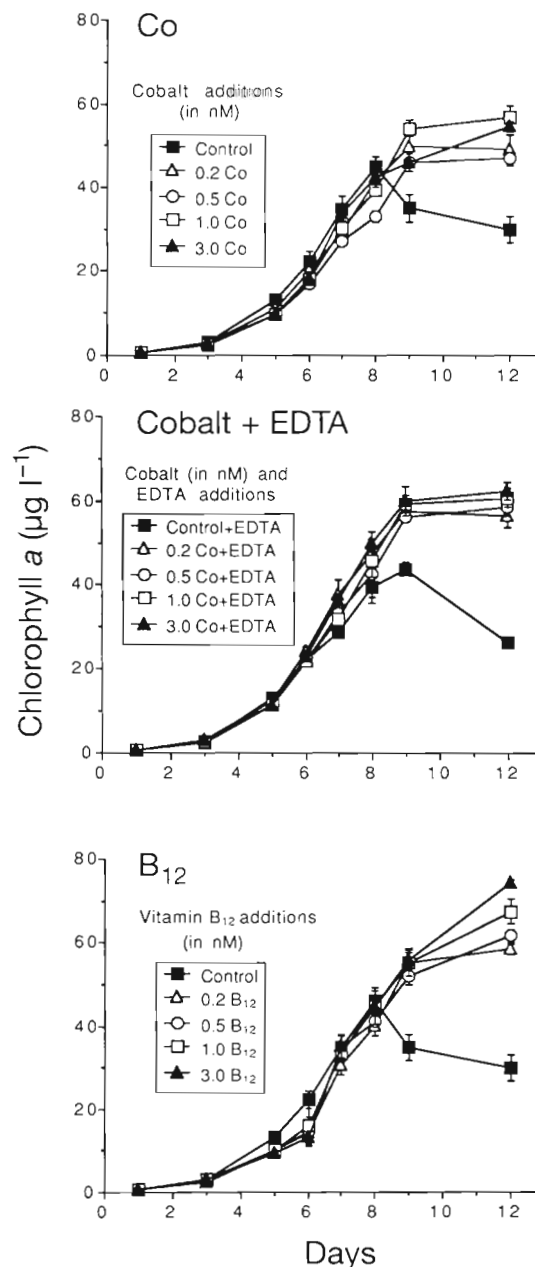 Co
Cobalt additions
(in nM)
Control
0.2 Co
0.5 Co
1.0 Co
3.0 Co
80
60
40
20
0
0 2 4 6 8 10 12
Cobalt + EDTA
Cobalt (in nM) and
EDTA additions
Control+EDTA
0.2 Co+EDTA
0.5 Co+EDTA
1.0 Co+EDTA
3.0 Co+EDTA
80
60
40
20
0
0 2 4 6 8 10 12
Chlorophyll a (µg l⁻¹)
B₁₂
Vitamin B₁₂ additions
(in nM)
Control
0.2 B₁₂
0.5 B₁₂
1.0 B₁₂
3.0 B₁₂
80
60
40
20
0
0 2 4 6 8 10 12
Days